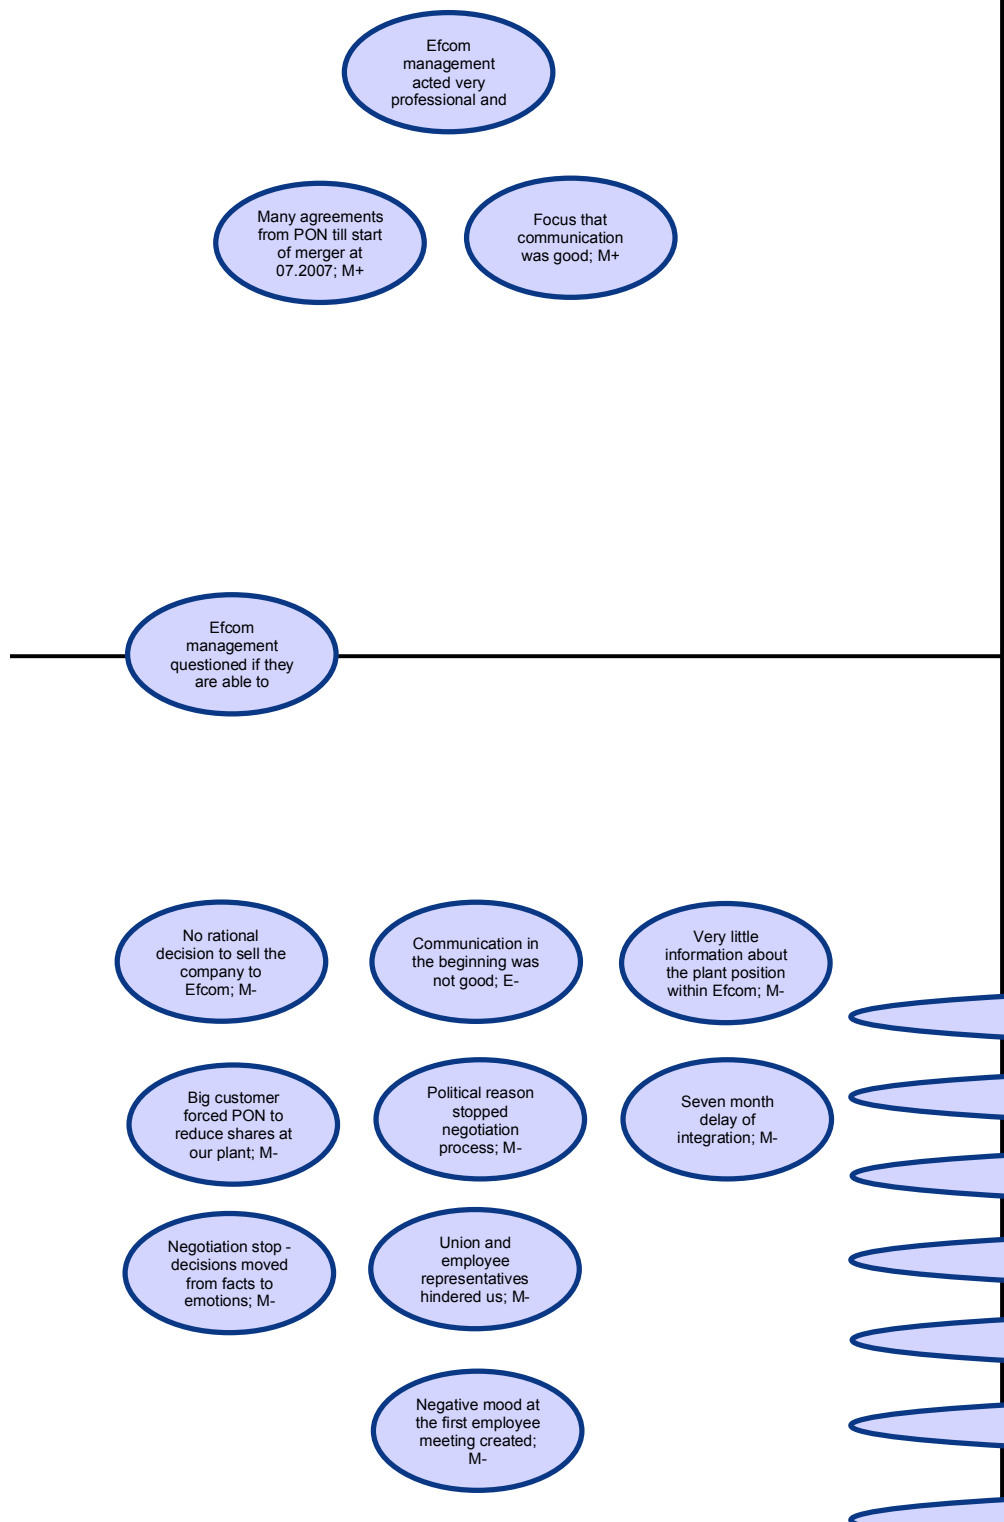 Efcom
management
acted very
professional and
Many agreements
from PON till start
of merger at
07.2007; M+
Focus that
communication
was good; M+
Efcom
management
questioned if they
are able to
No rational
decision to sell the
company to
Efcom; M-
Communication in
the beginning was
not good; E-
Very little
information about
the plant position
within Efcom; M-
Big customer
forced PON to
reduce shares at
our plant; M-
Political reason
stopped
negotiation
process; M-
Seven month
delay of
integration; M-
Negotiation stop -
decisions moved
from facts to
emotions; M-
Union and
employee
representatives
hindered us; M-
Negative mood at
the first employee
meeting created;
M-